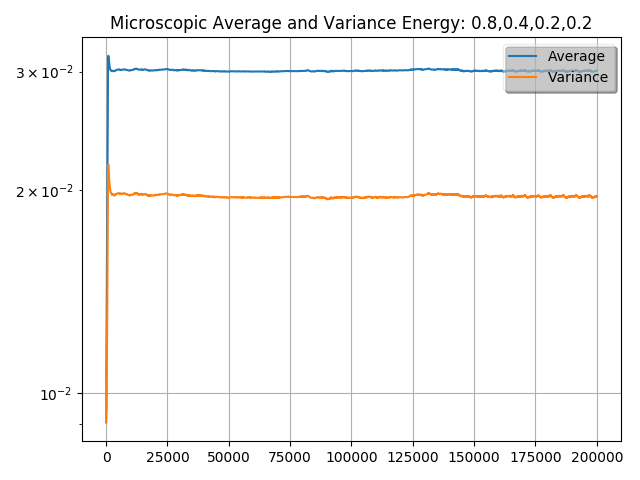 Microscopic Average and Variance Energy: 0.8,0.4,0.2,0.2
Average
Variance
3 × 10⁻²
2 × 10⁻²
10⁻²
0 25000 50000 75000 100000 125000 150000 175000 200000